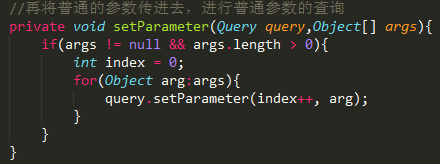 //再将普通的参数传进去，进行普通参数的查询
private void setParameter(Query query,Object[] args){
    if(args != null && args.length > 0){
        int index = 0;
        for(Object arg:args){
            query.setParameter(index++, arg);
        }
    }
}